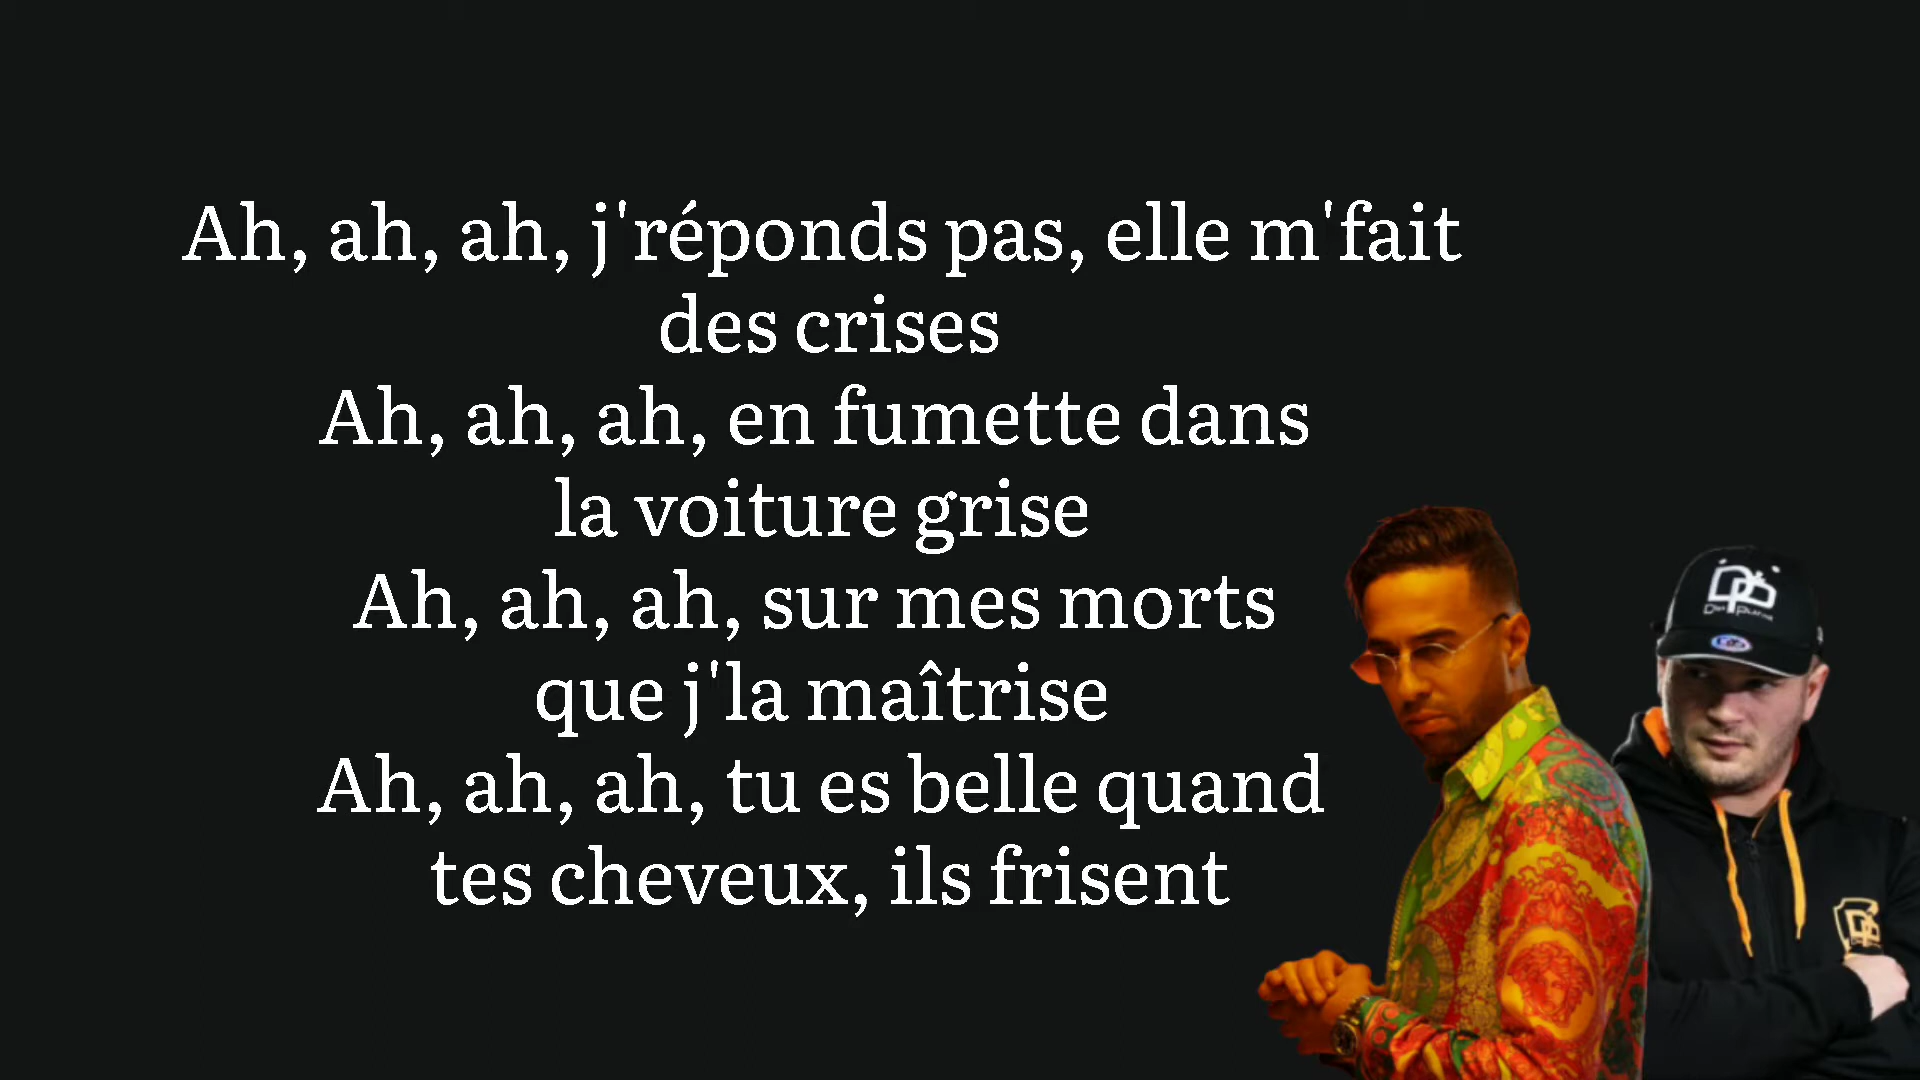 Ah, ah, ah, j'réponds pas, elle m'fait
des crises
Ah, ah, ah, en fumette dans
la voiture grise
Ah, ah, ah, sur mes morts
que j'la maîtrise
Ah, ah, ah, tu es belle quand
tes cheveux, ils frisent